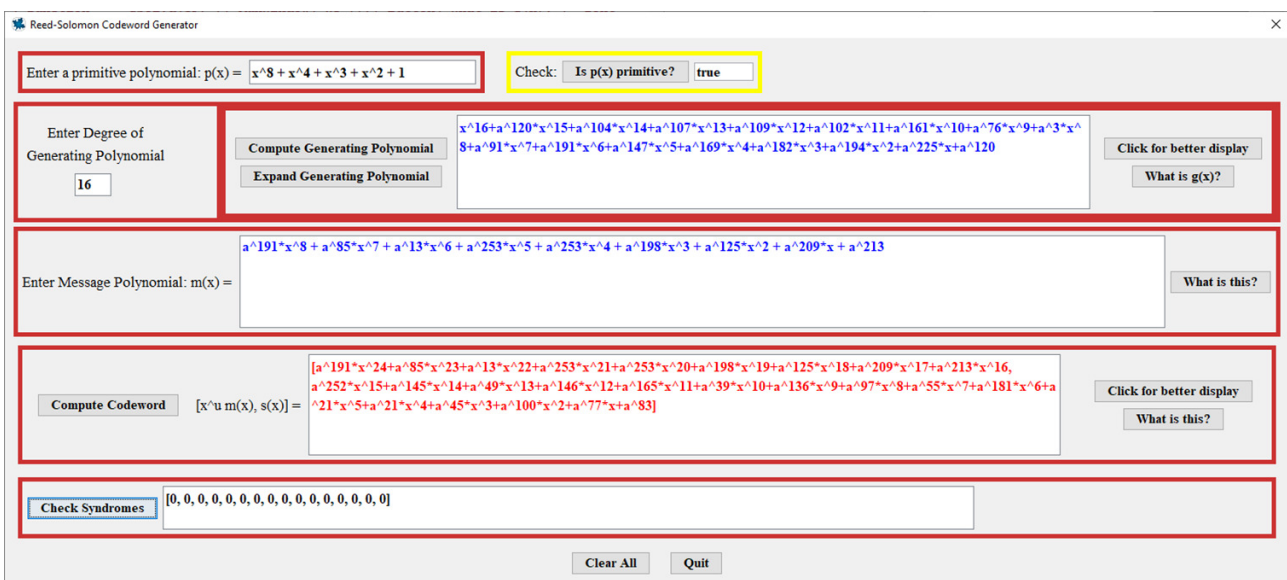 Reed-Solomon Codeword Generator
Enter a primitive polynomial: p(x) = x^8 + x^4 + x^3 + x^2 + 1
Check: Is p(x) primitive? true
Enter Degree of
Generating Polynomial
16
Compute Generating Polynomial
Expand Generating Polynomial
x^16+a^120*x^15+a^104*x^14+a^107*x^13+a^109*x^12+a^102*x^11+a^161*x^10+a^76*x^9+a^3*x^
8+a^91*x^7+a^191*x^6+a^147*x^5+a^169*x^4+a^182*x^3+a^194*x^2+a^225*x+a^120
Click for better display
What is g(x)?
Enter Message Polynomial: m(x) =
a^191*x^8 + a^85*x^7 + a^13*x^6 + a^253*x^5 + a^253*x^4 + a^198*x^3 + a^125*x^2 + a^209*x + a^213
What is this?
Compute Codeword [x^u m(x), s(x)] =
[a^191*x^24+a^85*x^23+a^13*x^22+a^253*x^21+a^253*x^20+a^198*x^19+a^125*x^18+a^209*x^17+a^213*x^16,
a^252*x^15+a^145*x^14+a^49*x^13+a^146*x^12+a^165*x^11+a^39*x^10+a^136*x^9+a^97*x^8+a^55*x^7+a^181*x^6+a
^21*x^5+a^21*x^4+a^45*x^3+a^100*x^2+a^77*x+a^83]
Click for better display
What is this?
Check Syndromes
[0, 0, 0, 0, 0, 0, 0, 0, 0, 0, 0, 0, 0, 0, 0, 0]
Clear All Quit